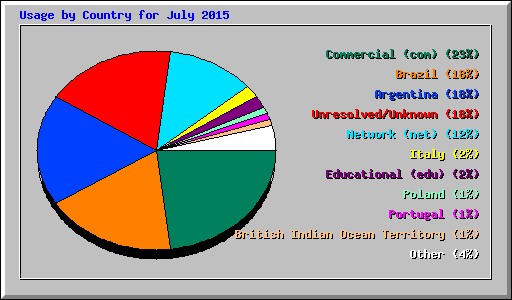 Usage by Country for July 2015
Commercial (com) (23%)
Brazil (18%)
Argentina (18%)
Unresolved/Unknown (18%)
Network (net) (12%)
Italy (2%)
Educational (edu) (2%)
Poland (1%)
Portugal (1%)
British Indian Ocean Territory (1%)
Other (4%)